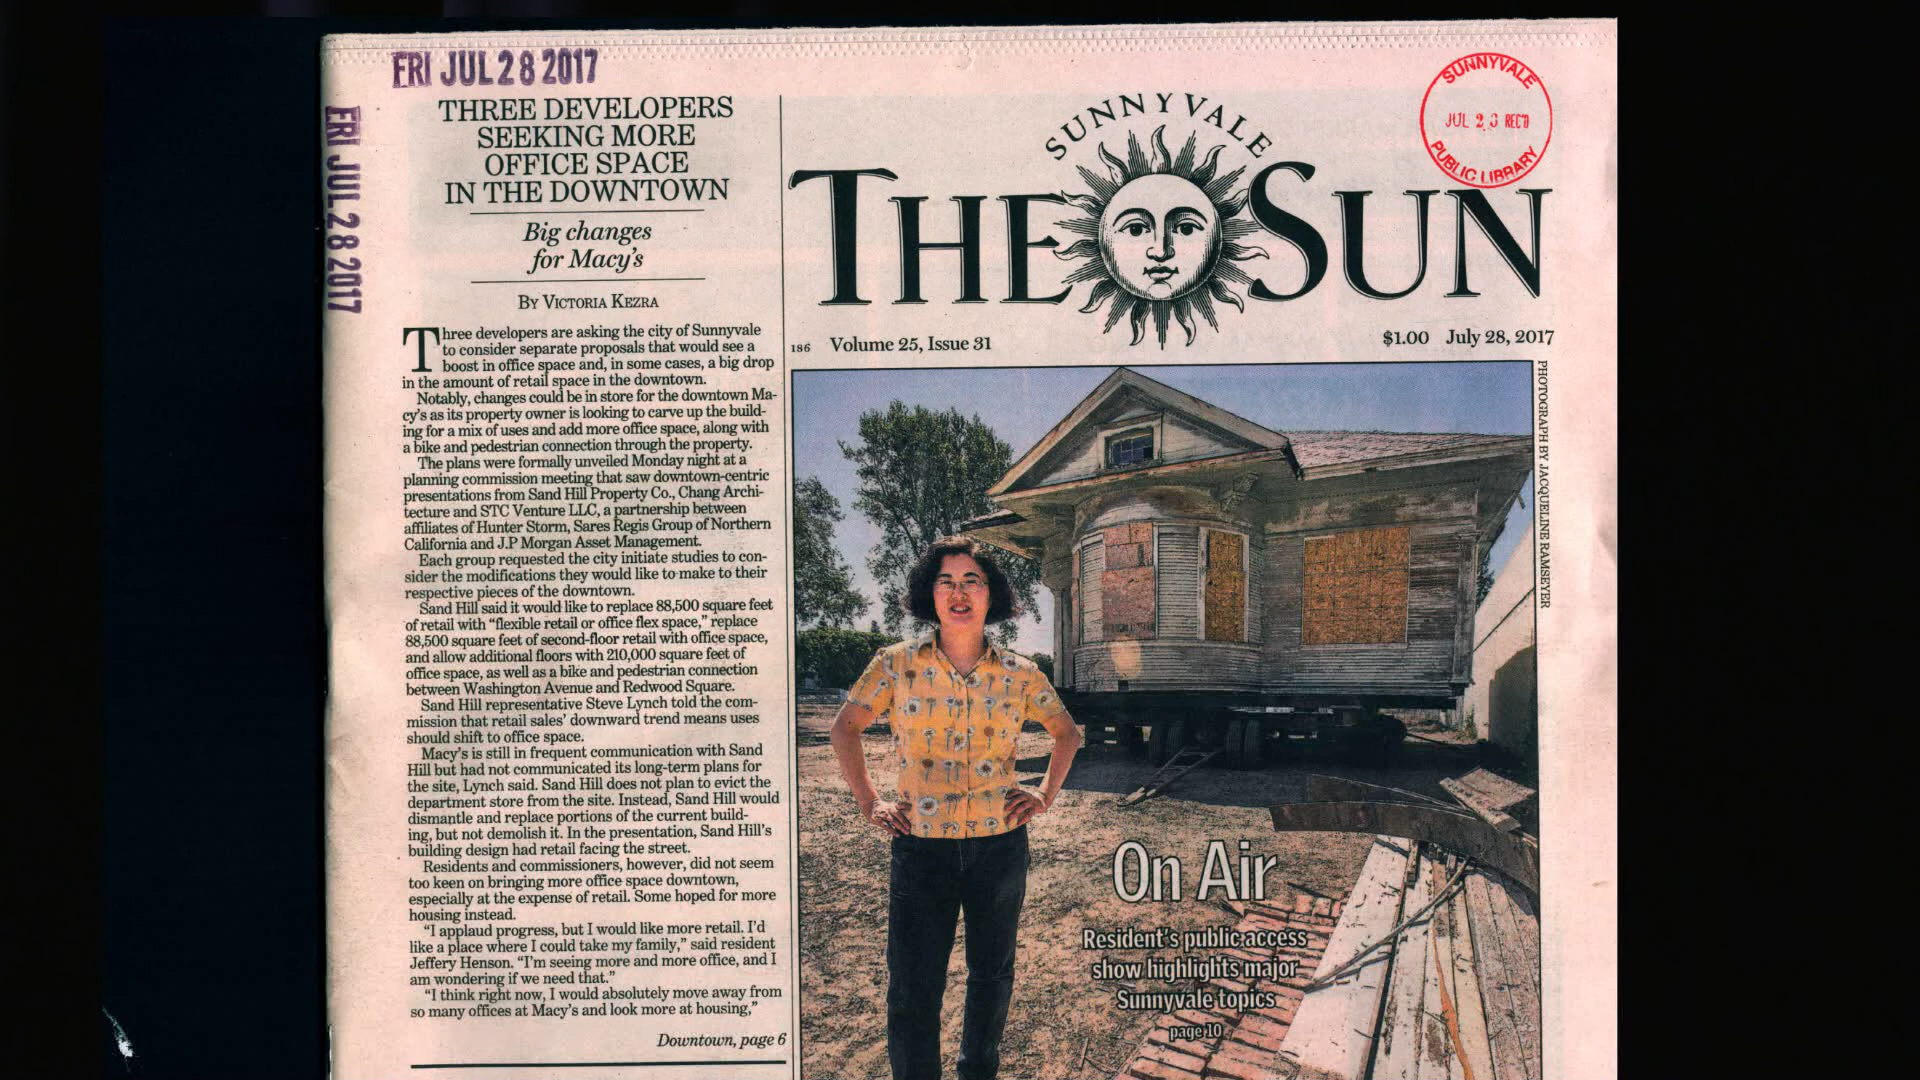 FRI JUL 28 2017
FRI JUL 28 2017
THREE DEVELOPERS
SEEKING MORE
OFFICE SPACE
IN THE DOWNTOWN
Big changes
for Macy's
BY VICTORIA KEZRA
Three developers are asking the city of Sunnyvale
to consider separate proposals that would see a
boost in office space and, in some cases, a big drop
in the amount of retail space in the downtown.
Notably, changes could be in store for the downtown Ma-
cy's as its property owner is looking to carve up the build-
ing for a mix of uses and add more office space, along with
a bike and pedestrian connection through the property.
The plans were formally unveiled Monday night at a
planning commission meeting that saw downtown-centric
presentations from Sand Hill Property Co., Chang Archi-
tecture and STC Venture LLC, a partnership between
affiliates of Hunter Storm, Sares Regis Group of Northern
California and J.P Morgan Asset Management.
Each group requested the city initiate studies to con-
sider the modifications they would like to make to their
respective pieces of the downtown.
Sand Hill said it would like to replace 88,500 square feet
of retail with “flexible retail or office flex space,” replace
88,500 square feet of second-floor retail with office space,
and allow additional floors with 210,000 square feet of
office space, as well as a bike and pedestrian connection
between Washington Avenue and Redwood Square.
Sand Hill representative Steve Lynch told the com-
mission that retail sales' downward trend means uses
should shift to office space.
Macy's is still in frequent communication with Sand
Hill but had not communicated its long-term plans for
the site, Lynch said. Sand Hill does not plan to evict the
department store from the site. Instead, Sand Hill would
dismantle and replace portions of the current build-
ing, but not demolish it. In the presentation, Sand Hill's
building design had retail facing the street.
Residents and commissioners, however, did not seem
too keen on bringing more office space downtown,
especially at the expense of retail. Some hoped for more
housing instead.
“I applaud progress, but I would like more retail. I'd
like a place where I could take my family,” said resident
Jeffery Henson. “I'm seeing more and more office, and I
am wondering if we need that.”
“I think right now, I would absolutely move away from
so many offices at Macy's and look more at housing,”
Downtown, page 6
SUNNYVALE
THE SUN
SUNNYVALE
JUL 2 REC'D
PUBLIC LIBRARY
186 Volume 25, Issue 31
$1.00 July 28, 2017
PHOTOGRAPH BY JACQUELINE RAMSEYER
On Air
Resident's public access
show highlights major
Sunnyvale topics
page 10